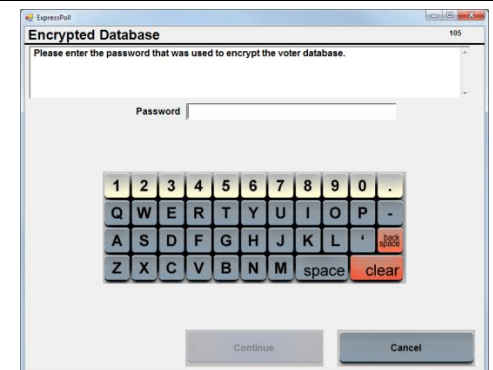 ExpressPoll
Encrypted Database 105
Please enter the password that was used to encrypt the voter database.
Password
1 2 3 4 5 6 7 8 9 0 .
Q W E R T Y U I O P -
A S D F G H J K L ' back space
Z X C V B N M space clear
Continue Cancel